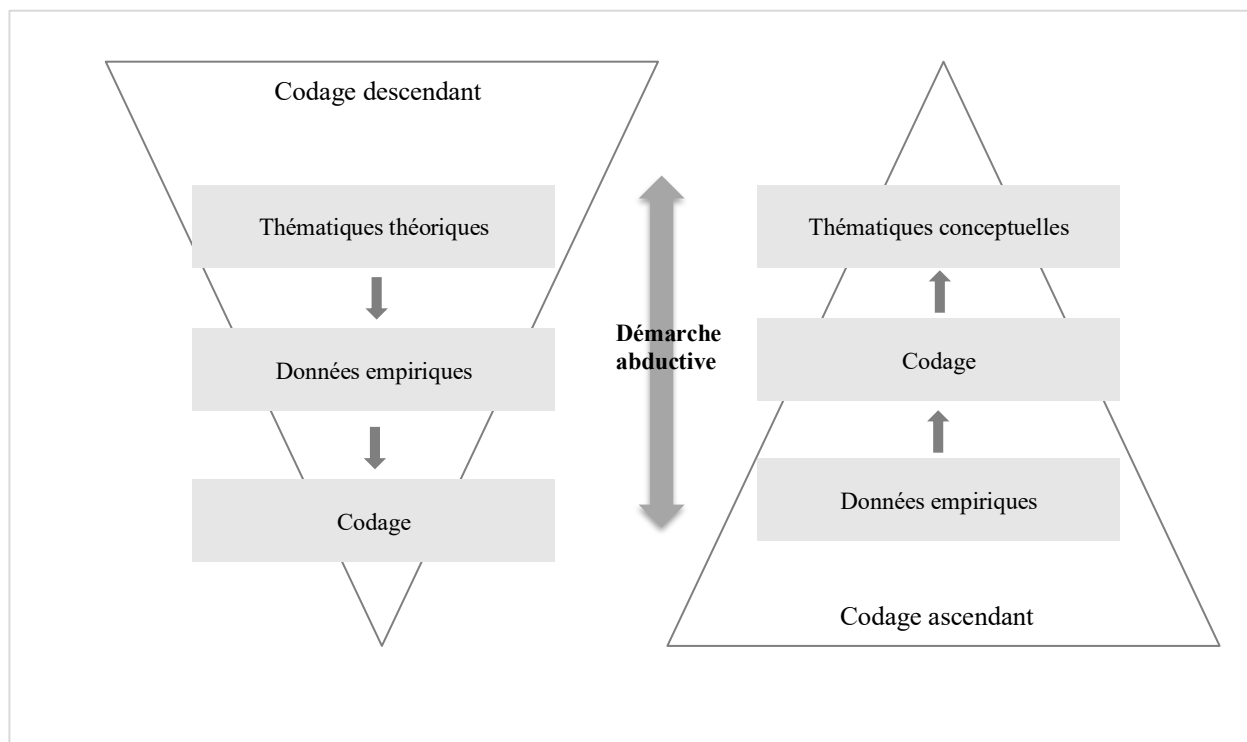 Codage descendant
Thématiques théoriques
Données empiriques
Codage
Démarche
abductive
Thématiques conceptuelles
Codage
Données empiriques
Codage ascendant